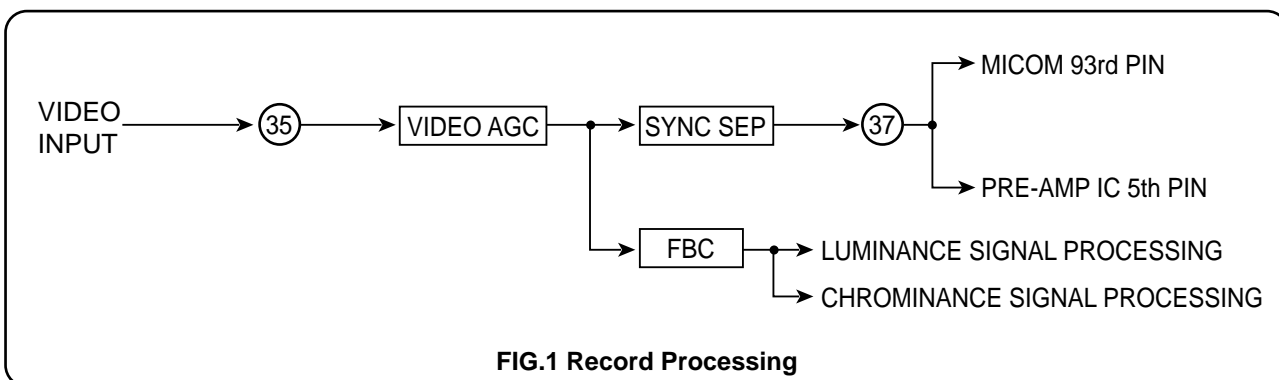 MICOM 93rd PIN
VIDEO
INPUT
35
VIDEO AGC
SYNC SEP
37
PRE-AMP IC 5th PIN
FBC
LUMINANCE SIGNAL PROCESSING
CHROMINANCE SIGNAL PROCESSING
FIG.1 Record Processing